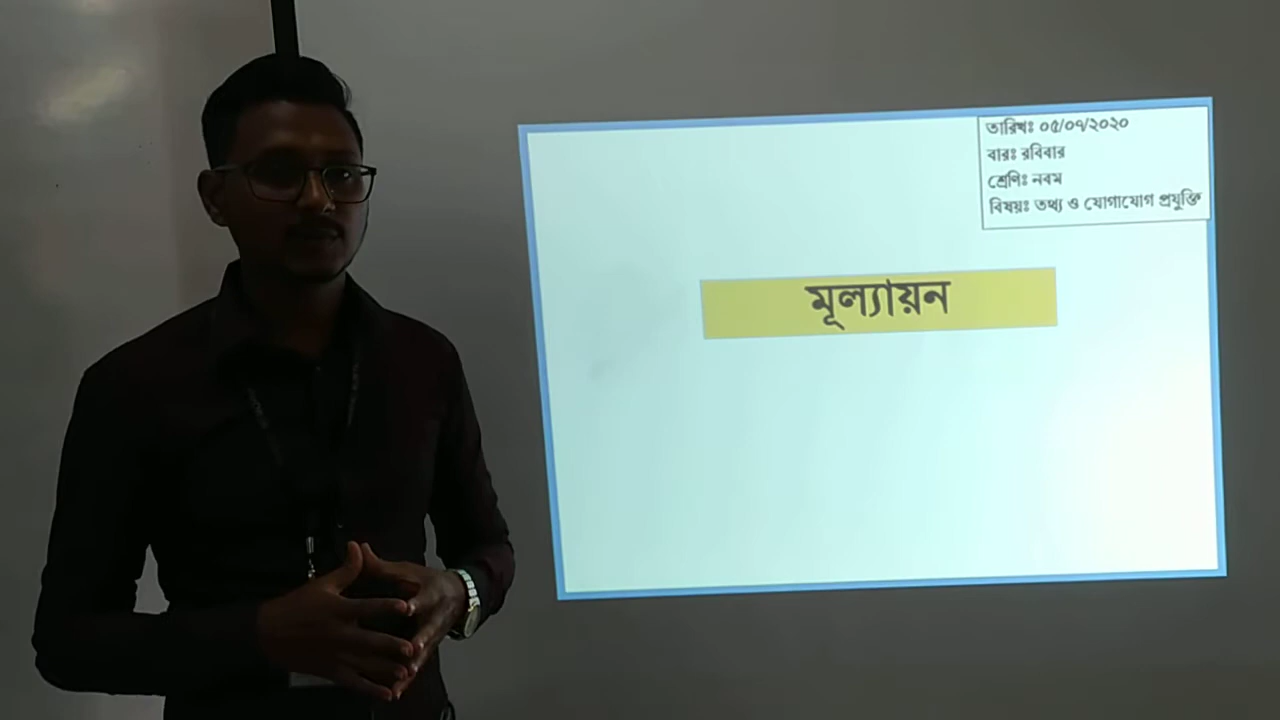 তারিখঃ ০৫/০৭/২০২০
বারঃ রবিবার
শ্রেণিঃ নবম
বিষয়ঃ তথ্য ও যোগাযোগ প্রযুক্তি
মূল্যায়ন